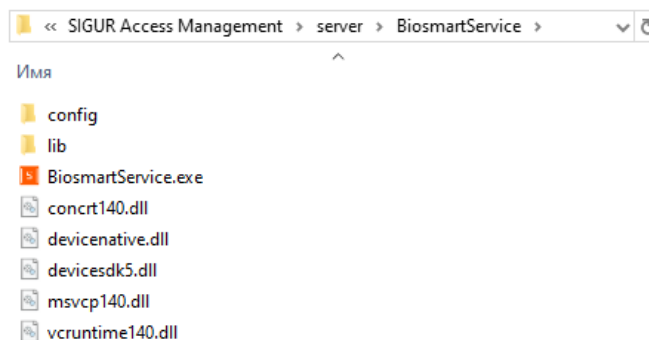 « SIGUR Access Management > server > BiosmartService >
Имя
config
lib
BiosmartService.exe
concrt140.dll
devicenative.dll
devicesdk5.dll
msvcp140.dll
vcruntime140.dll